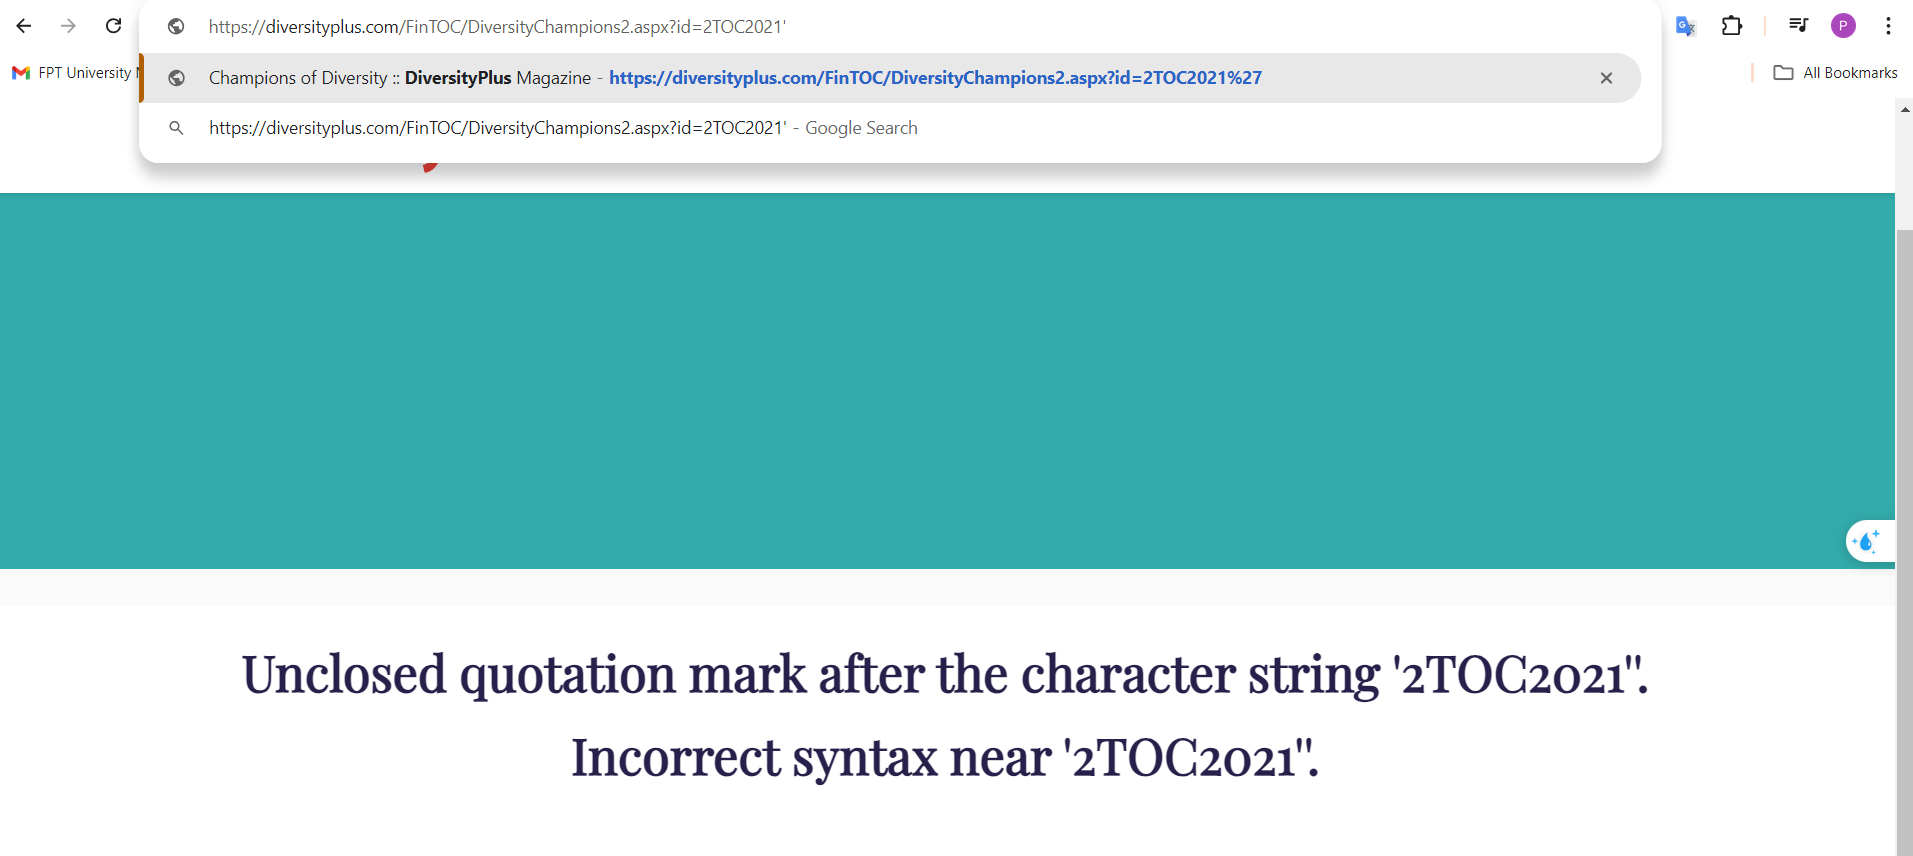 https://diversityplus.com/FinTOC/DiversityChampions2.aspx?id=2TOC2021'
P
Champions of Diversity :: DiversityPlus Magazine - https://diversityplus.com/FinTOC/DiversityChampions2.aspx?id=2TOC2021%27
FPT University
All Bookmarks
https://diversityplus.com/FinTOC/DiversityChampions2.aspx?id=2TOC2021' - Google Search
Unclosed quotation mark after the character string '2TOC2021''.
Incorrect syntax near '2TOC2021''.